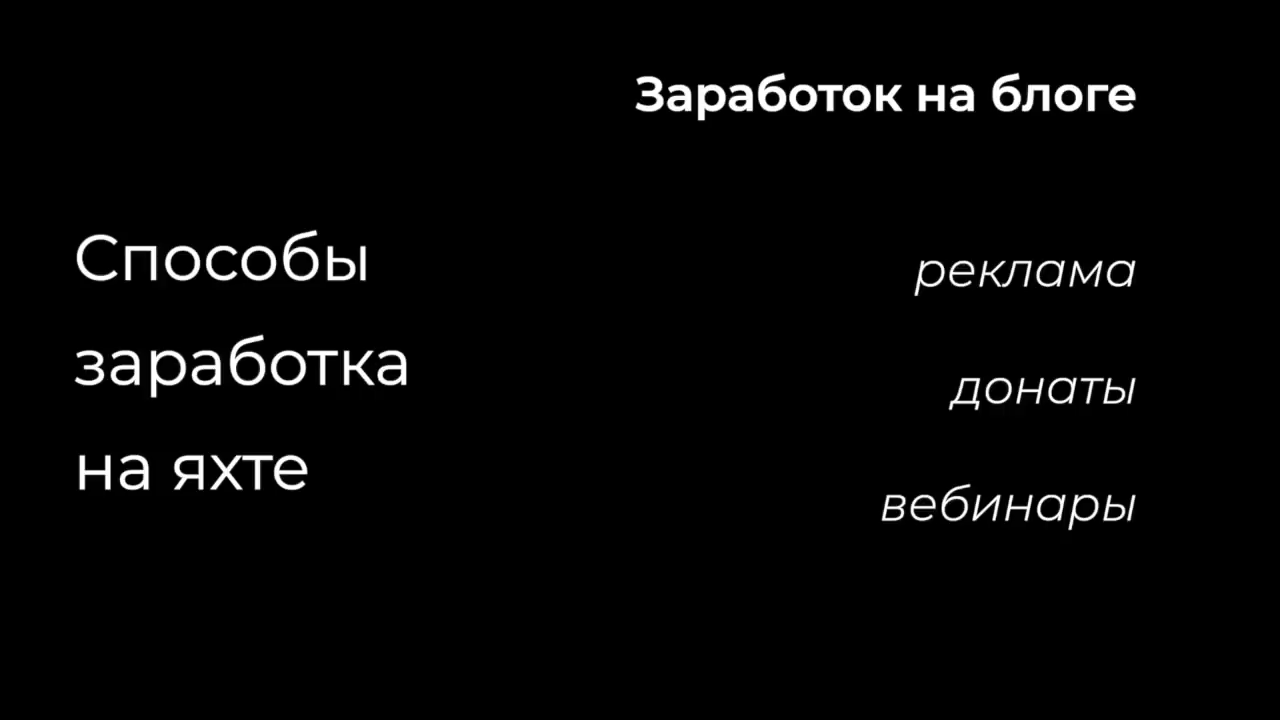 Заработок на блоге
Способы
заработка
на яхте
реклама
донаты
вебинары